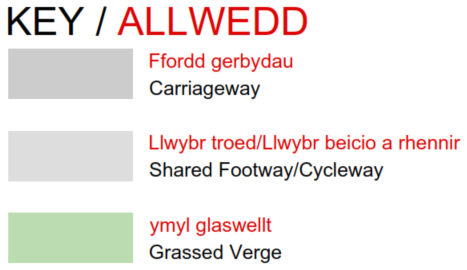 KEY / ALLWEDD
Ffordd gerbydau
Carriageway
Llwybr troed/Llwybr beicio a rhennir
Shared Footway/Cycleway
ymyl glaswellt
Grassed Verge